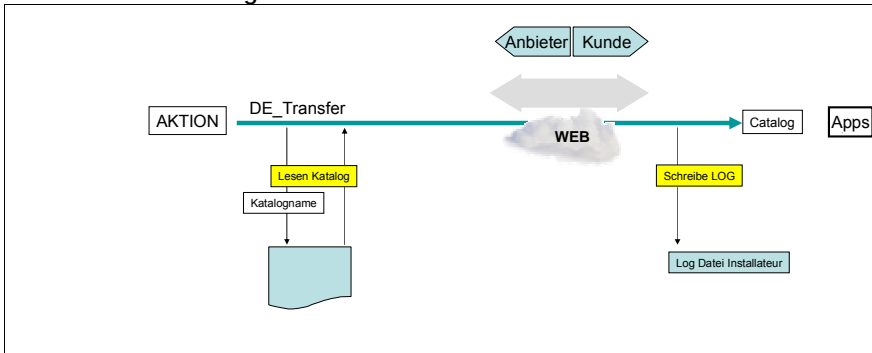 Anbieter Kunde
DE_Transfer
AKTION
WEB
Catalog
Apps
Lesen Katalog
Schreibe LOG
Katalogname
Log Datei Installateur